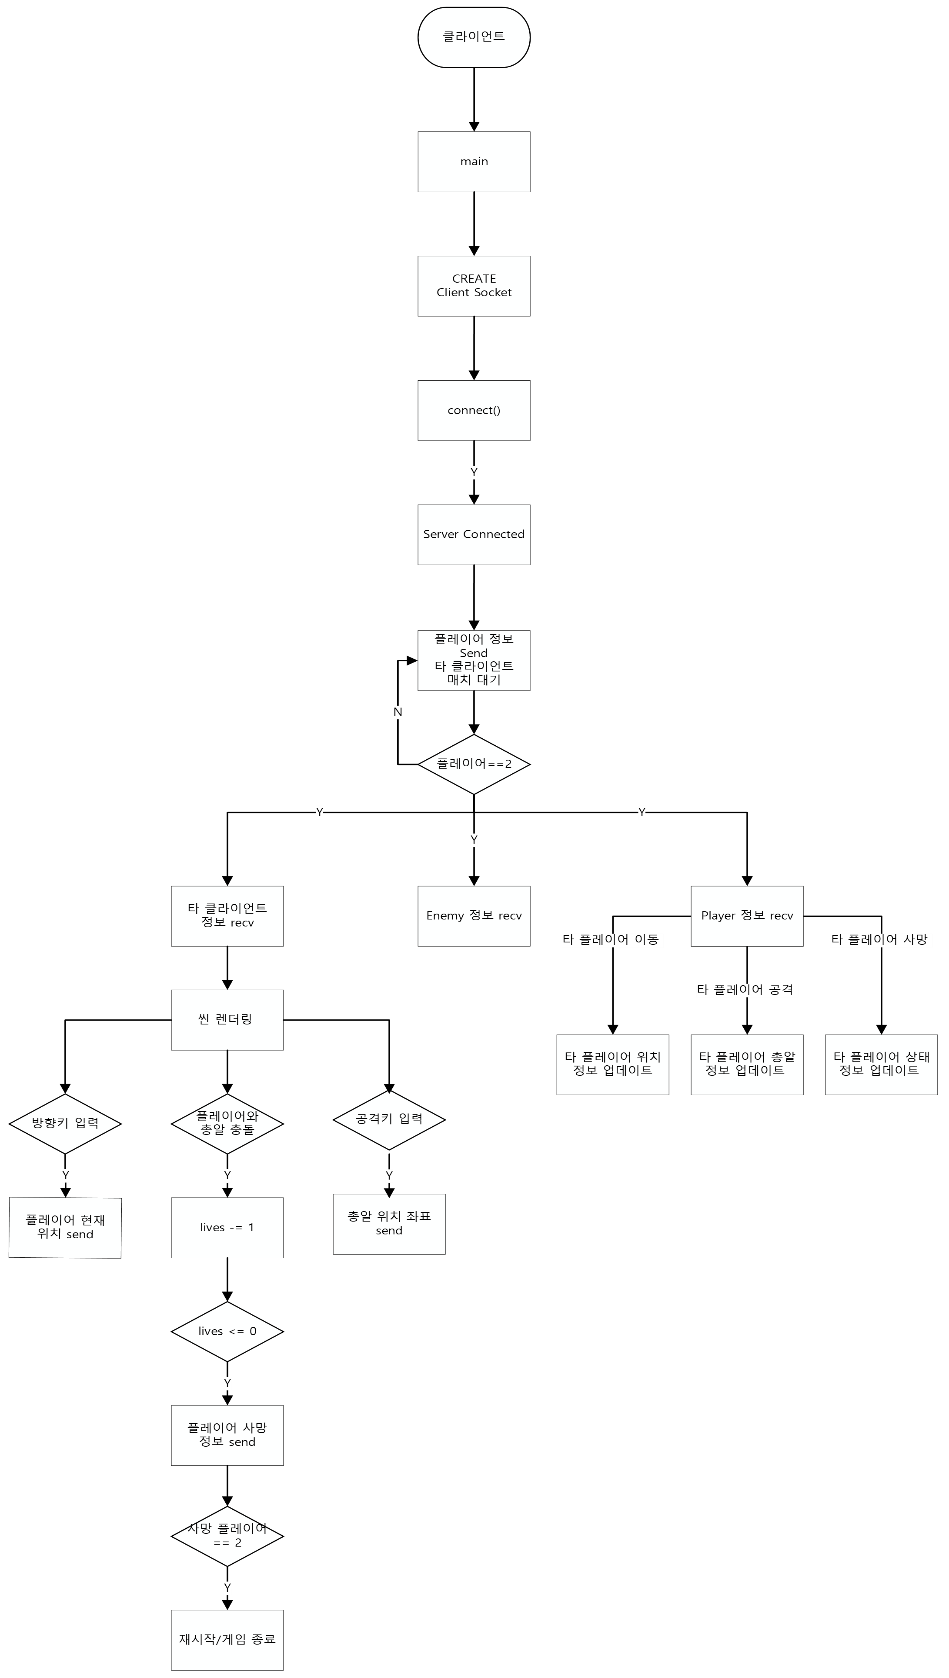 클라이언트
main
CREATE
Client Socket
connect()
Y
Server Connected
플레이어 정보
Send
타 클라이언트
매치 대기
N
플레이어==2
Y
Y
Y
타 클라이언트
정보 recv
Enemy 정보 recv
Player 정보 recv
타 플레이어 이동
타 플레이어 사망
타 플레이어 공격
씬 렌더링
타 플레이어 위치
정보 업데이트
타 플레이어 총알
정보 업데이트
타 플레이어 상태
정보 업데이트
방향키 입력
플레이어와
총알 충돌
공격키 입력
Y
Y
Y
플레이어 현재
위치 send
lives -= 1
총알 위치 좌표
send
lives <= 0
Y
플레이어 사망
정보 send
사망 플레이어
== 2
Y
재시작/게임 종료